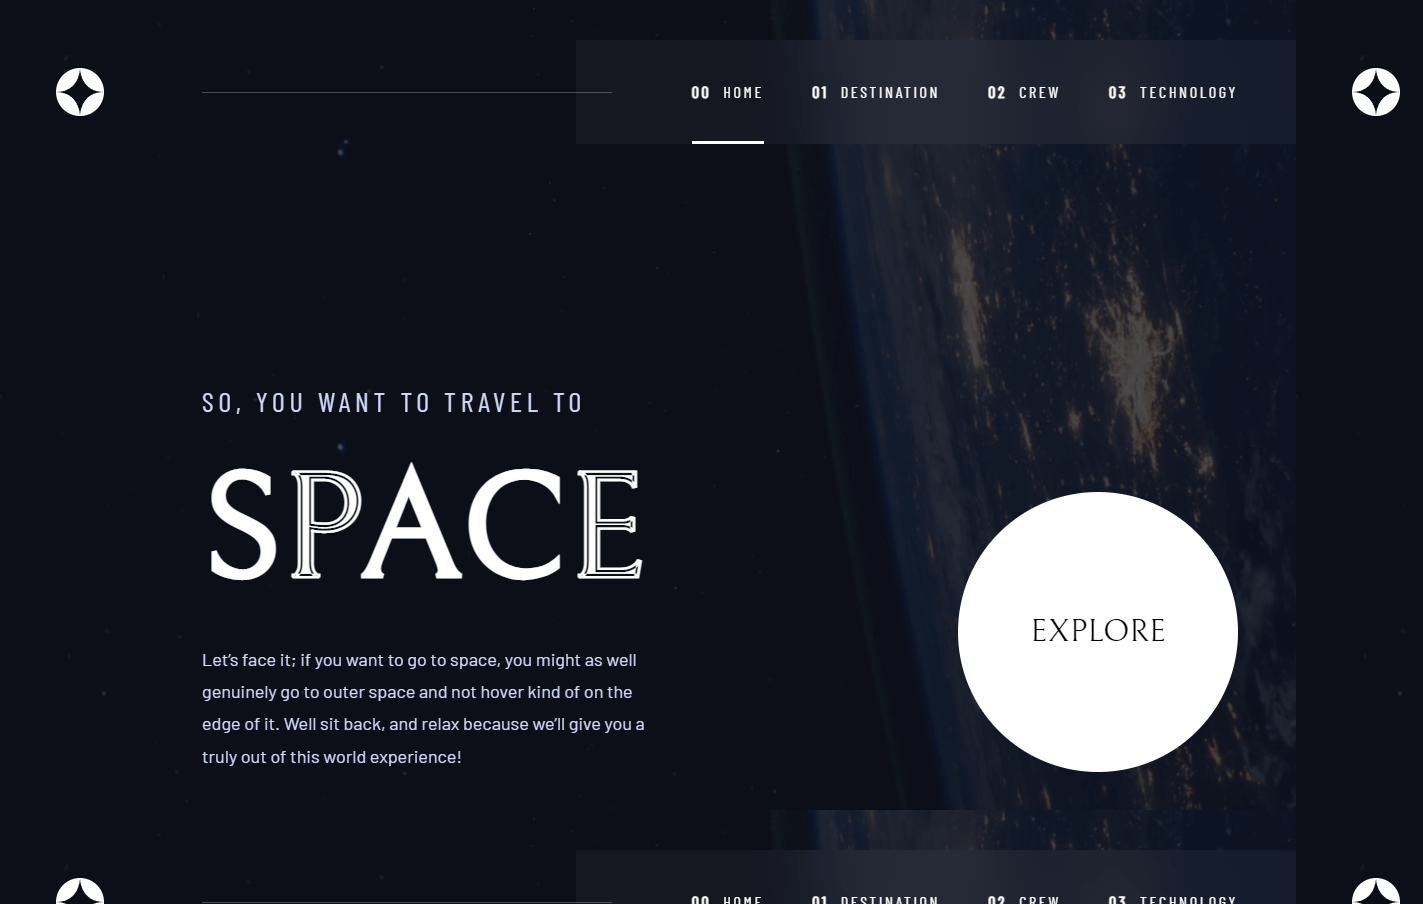 00 HOME 01 DESTINATION 02 CREW 03 TECHNOLOGY
SO, YOU WANT TO TRAVEL TO
SPACE
Let’s face it; if you want to go to space, you might as well
genuinely go to outer space and not hover kind of on the
edge of it. Well sit back, and relax because we’ll give you a
truly out of this world experience!
EXPLORE
00 HOME 01 DESTINATION 02 CREW 03 TECHNOLOGY